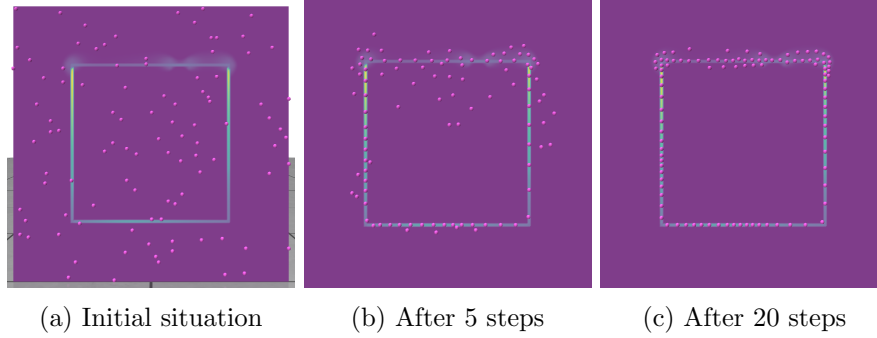 (a) Initial situation
(b) After 5 steps
(c) After 20 steps